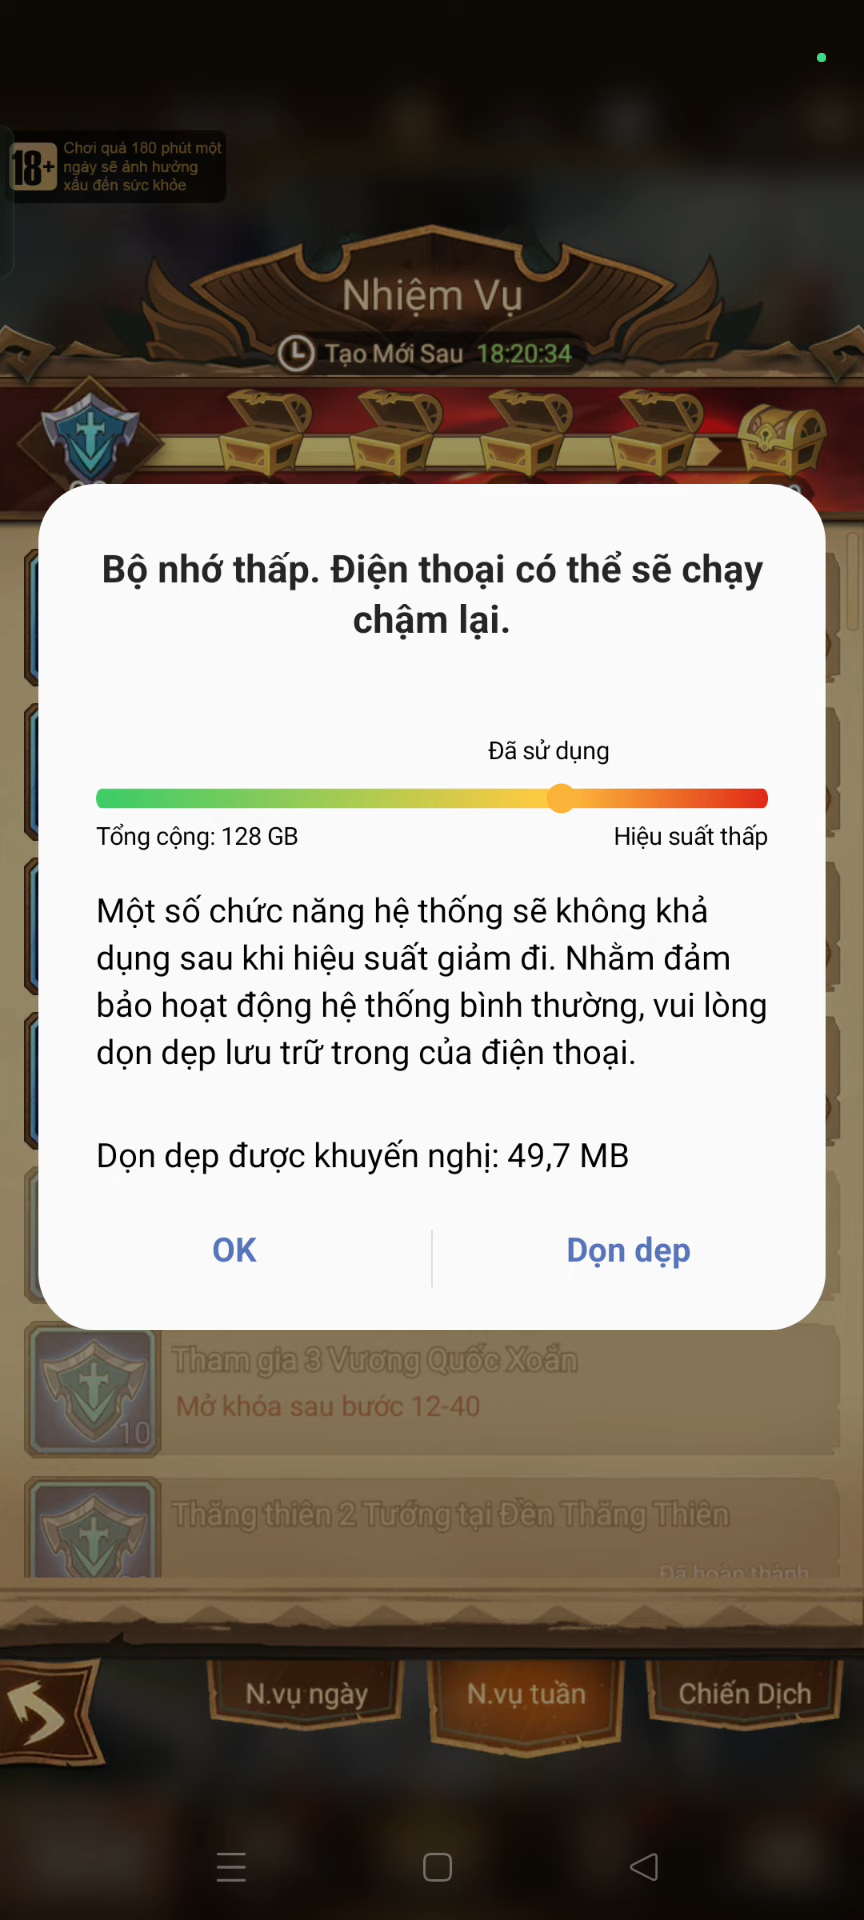 18+
Chơi quá 180 phút một
ngày sẽ ảnh hưởng
xấu đến sức khỏe
Nhiệm Vụ
Tạo Mới Sau 18:20:34
Bộ nhớ thấp. Điện thoại có thể sẽ chạy
chậm lại.
Đã sử dụng
Tổng cộng: 128 GB
Hiệu suất thấp
Một số chức năng hệ thống sẽ không khả
dụng sau khi hiệu suất giảm đi. Nhằm đảm
bảo hoạt động hệ thống bình thường, vui lòng
dọn dẹp lưu trữ trong của điện thoại.
Dọn dẹp được khuyến nghị: 49,7 MB
OK
Dọn dẹp
Tham gia 3 Vương Quốc Xoắn
Mở khóa sau bước 12-40
10
Thăng thiên 2 Tướng tại Đền Thăng Thiên
Đã hoàn thành
N.vụ ngày
N.vụ tuần
Chiến Dịch